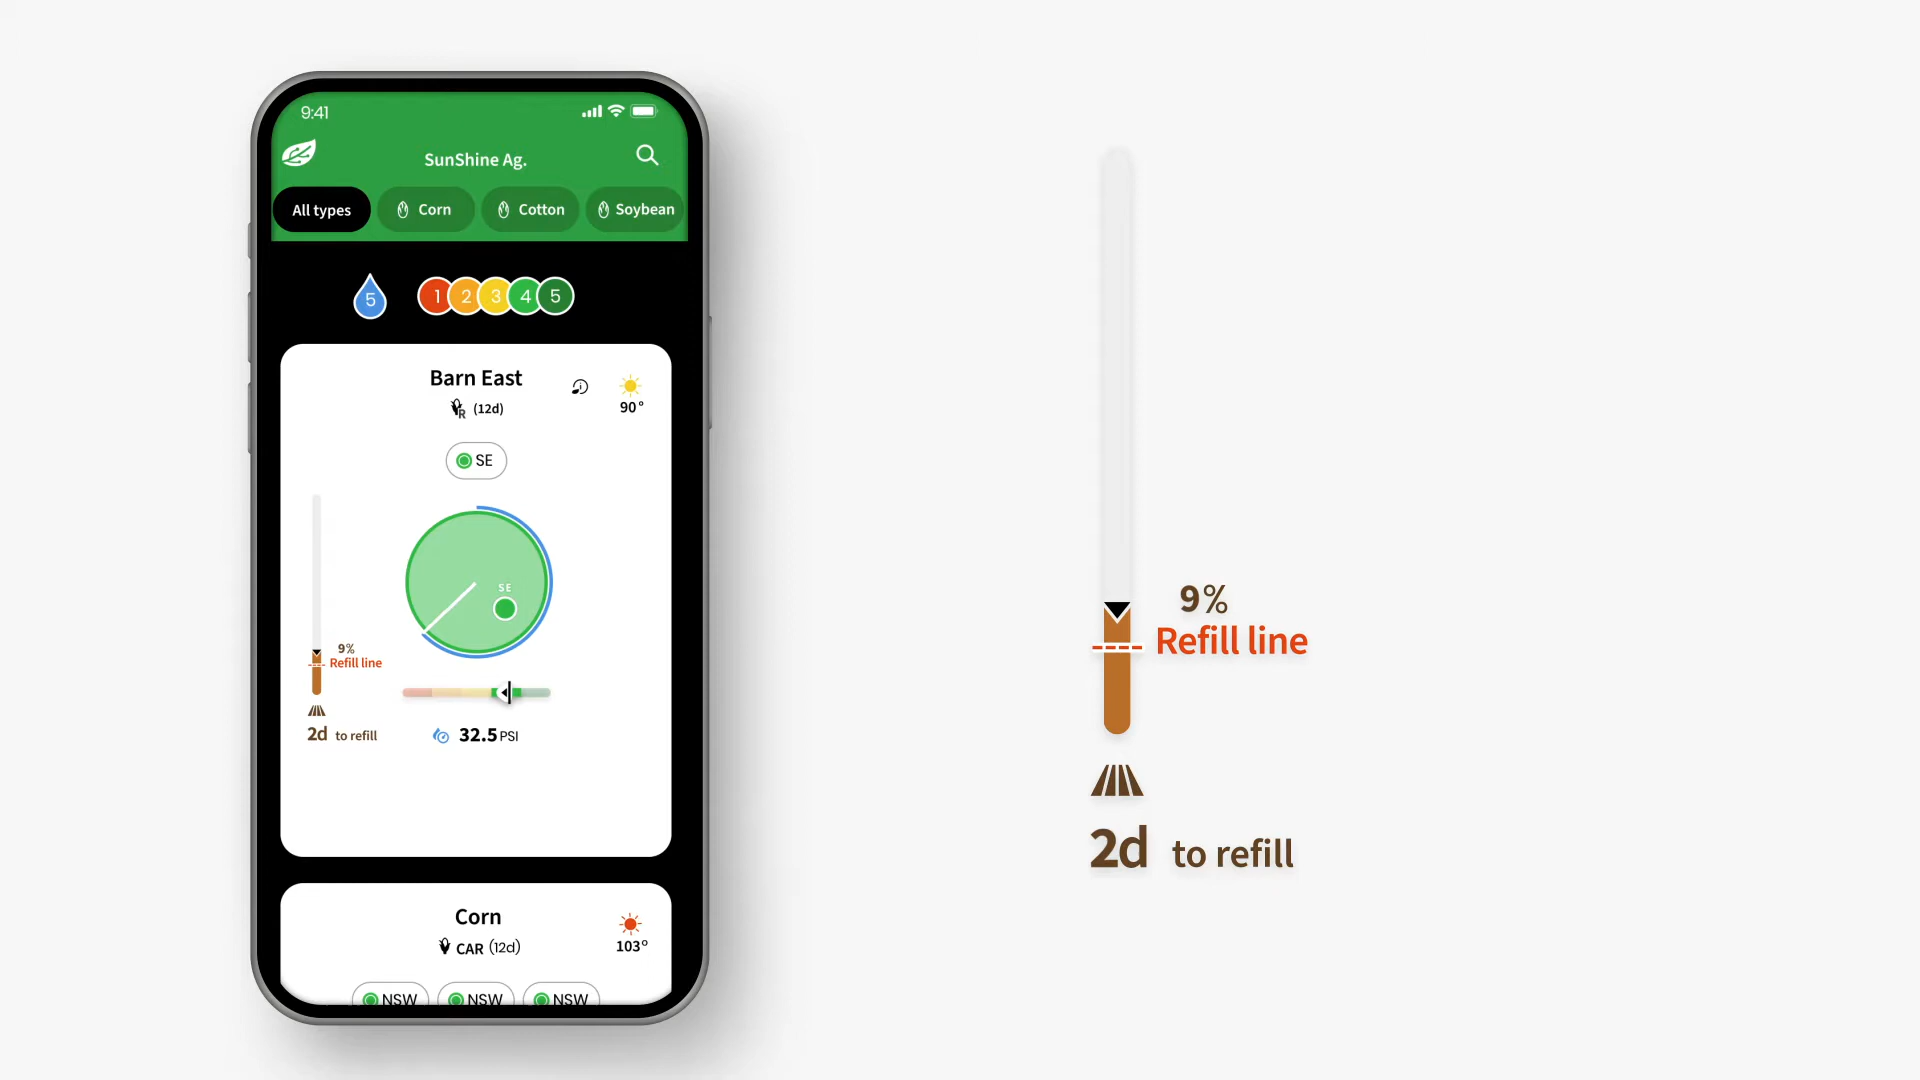 9:41
SunShine Ag.
All types
Corn
Cotton
Soybean
5
1 2 3 4 5
Barn East
R (12d)
90°
SE
SE
9%
Refill line
2d to refill
32.5 PSI
Corn
CAR (12d)
103°
NSW
NSW
NSW
9%
Refill line
2d to refill